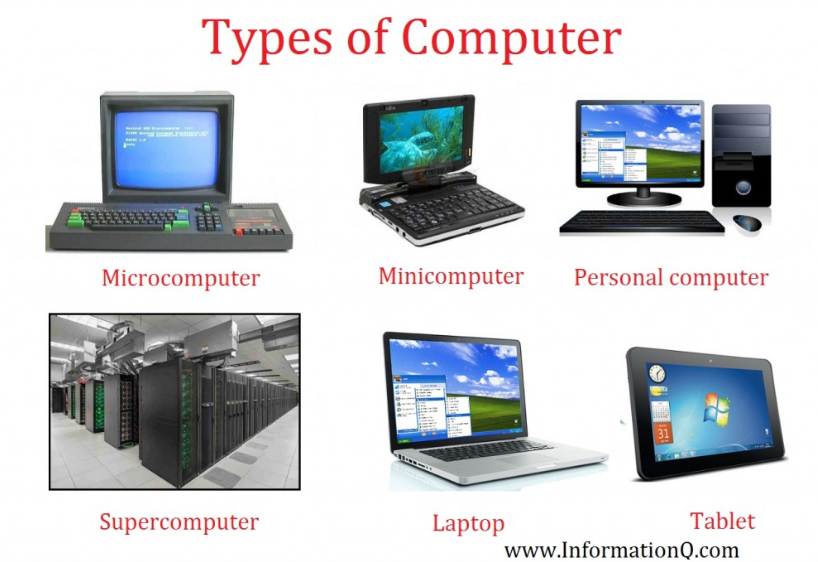 Types of Computer
Microcomputer
Minicomputer
Personal computer
Supercomputer
Laptop
Tablet
www.InformationQ.com